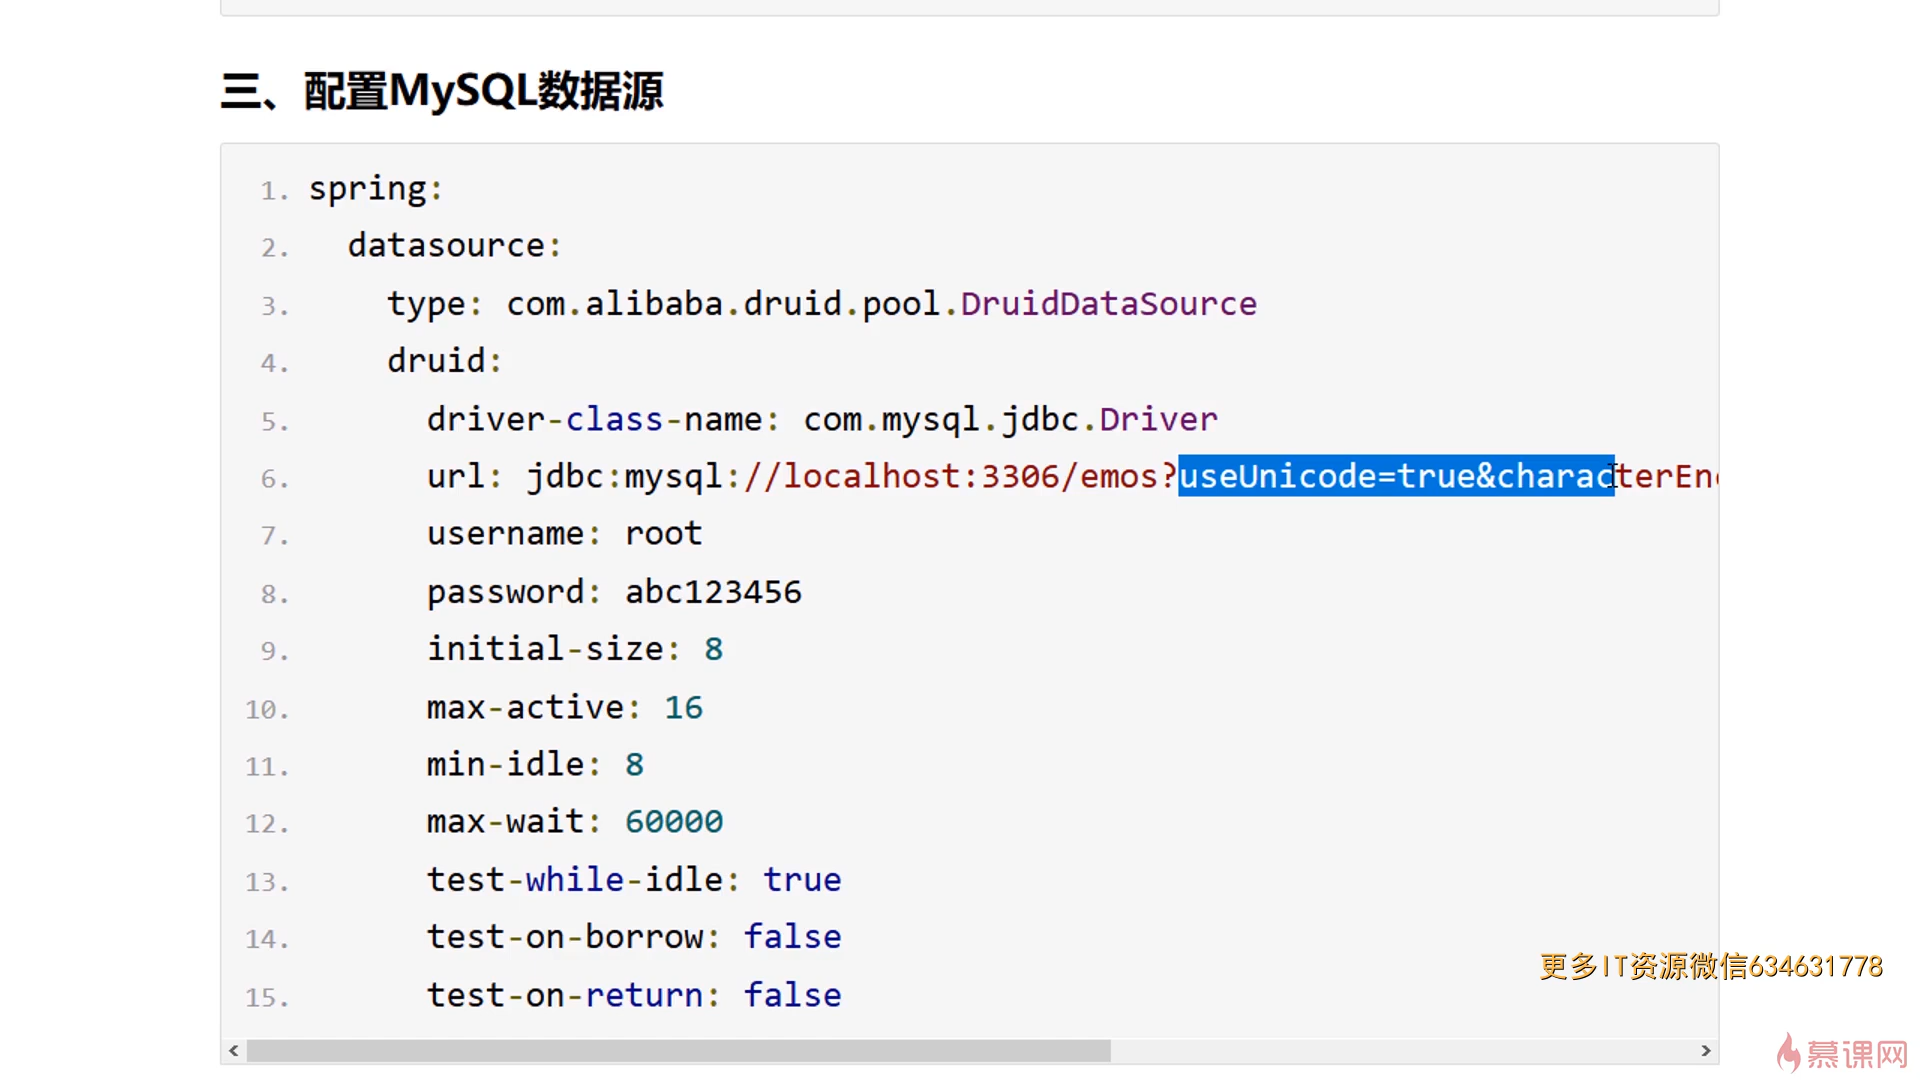 三、配置MySQL数据源
1. spring:
2.   datasource:
3.     type: com.alibaba.druid.pool.DruidDataSource
4.     druid:
5.       driver-class-name: com.mysql.jdbc.Driver
6.       url: jdbc:mysql://localhost:3306/emos?useUnicode=true&characterEnc
7.       username: root
8.       password: abc123456
9.       initial-size: 8
10.       max-active: 16
11.       min-idle: 8
12.       max-wait: 60000
13.       test-while-idle: true
14.       test-on-borrow: false
15.       test-on-return: false
更多IT资源微信634631778
慕课网